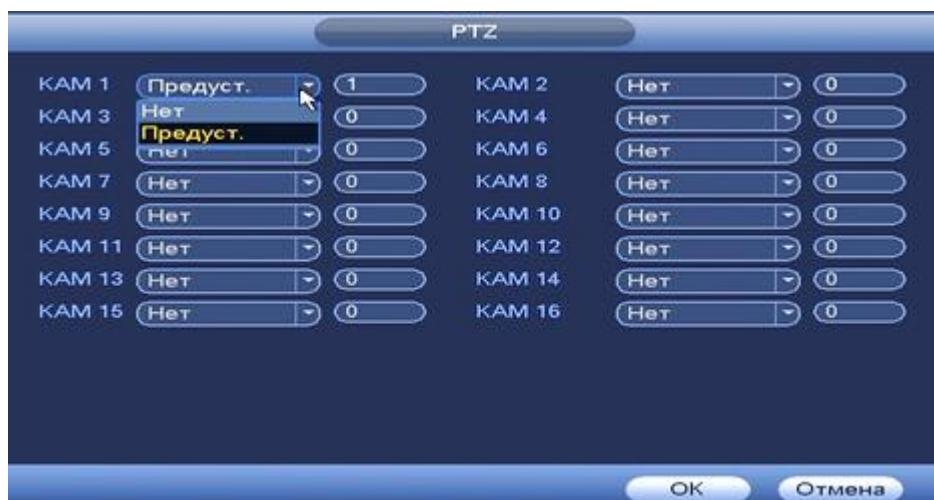 PTZ
КАМ 1 Предуст. 1 КАМ 2 Нет 0
Нет
КАМ 3 0 КАМ 4 Нет 0
Предуст.
КАМ 5 Нет 0 КАМ 6 Нет 0
КАМ 7 Нет 0 КАМ 8 Нет 0
КАМ 9 Нет 0 КАМ 10 Нет 0
КАМ 11 Нет 0 КАМ 12 Нет 0
КАМ 13 Нет 0 КАМ 14 Нет 0
КАМ 15 Нет 0 КАМ 16 Нет 0
ОК Отмена